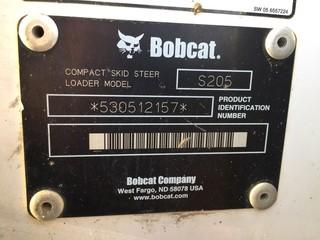 SW 05 6557224
Bobcat.
COMPACT SKID STEER
LOADER MODEL
S205
*530512157*
PRODUCT
IDENTIFICATION
NUMBER
Bobcat Company
West Fargo, ND 58078 USA
www.bobcat.com